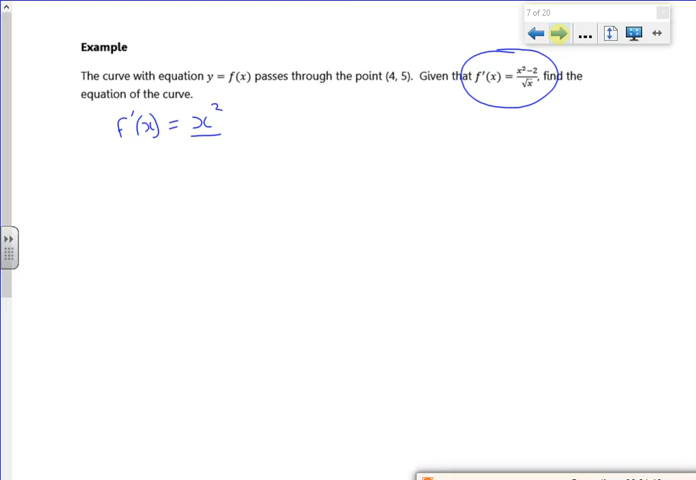 7 of 20
Example
The curve with equation y = f(x) passes through the point (4, 5). Given that f′(x) = (x²−2)/√x, find the
equation of the curve.
f′(x) = x²